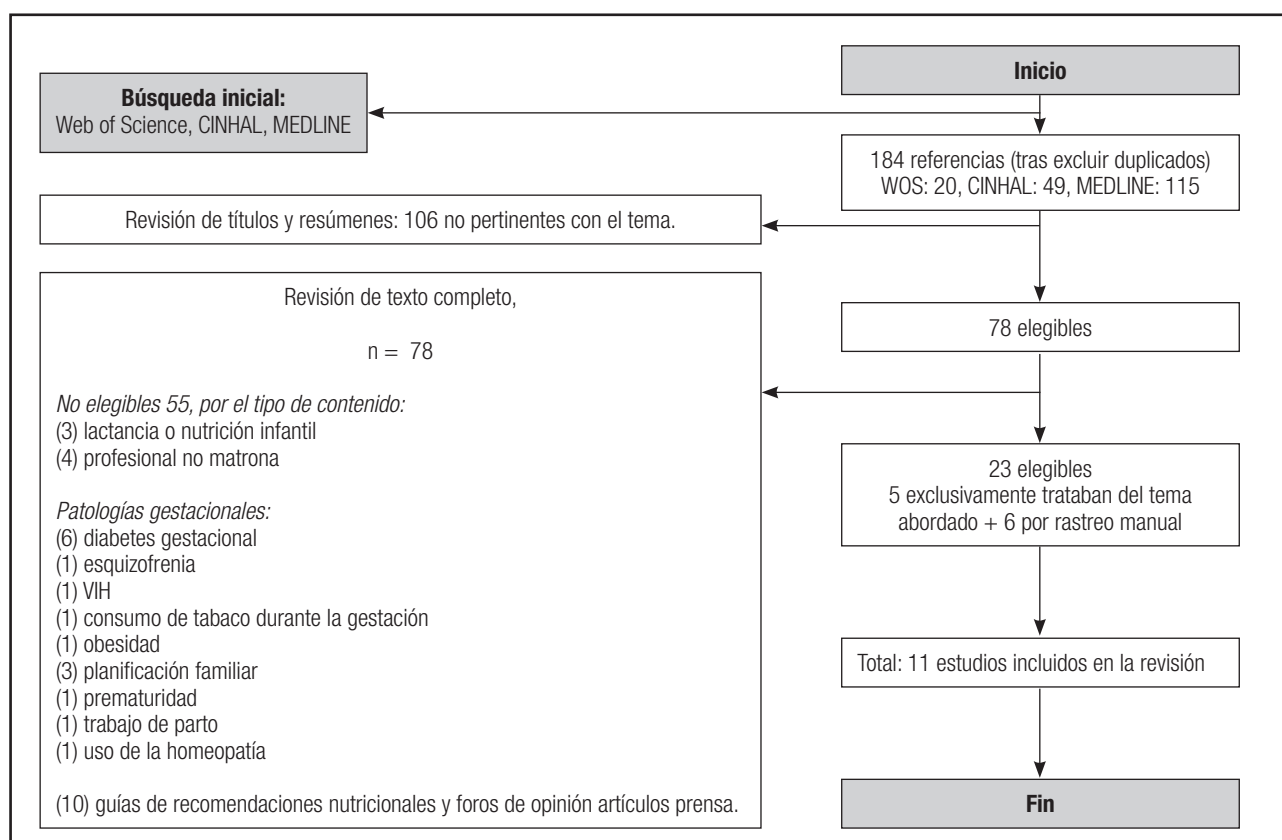 Inicio
Búsqueda inicial:
Web of Science, CINHAL, MEDLINE
184 referencias (tras excluir duplicados)
WOS: 20, CINHAL: 49, MEDLINE: 115
Revisión de títulos y resúmenes: 106 no pertinentes con el tema.
78 elegibles
Revisión de texto completo,
n = 78
No elegibles 55, por el tipo de contenido:
(3) lactancia o nutrición infantil
(4) profesional no matrona
Patologías gestacionales:
(6) diabetes gestacional
(1) esquizofrenia
(1) VIH
(1) consumo de tabaco durante la gestación
(1) obesidad
(3) planificación familiar
(1) prematuridad
(1) trabajo de parto
(1) uso de la homeopatía
(10) guías de recomendaciones nutricionales y foros de opinión artículos prensa.
23 elegibles
5 exclusivamente trataban del tema
abordado + 6 por rastreo manual
Total: 11 estudios incluidos en la revisión
Fin